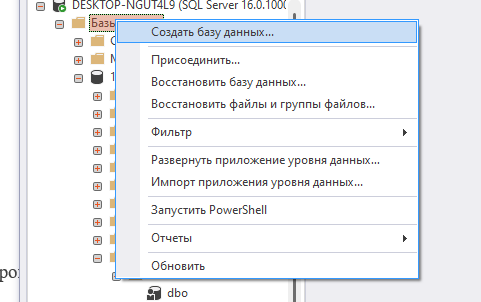 DESKTOP-NGUT4L9 (SQL Server 16.0.1000
Базы
Создать базу данных...
Присоединить...
Восстановить базу данных...
Восстановить файлы и группы файлов...
Фильтр
Развернуть приложение уровня данных...
Импорт приложения уровня данных...
Запустить PowerShell
Отчеты
Обновить
dbo